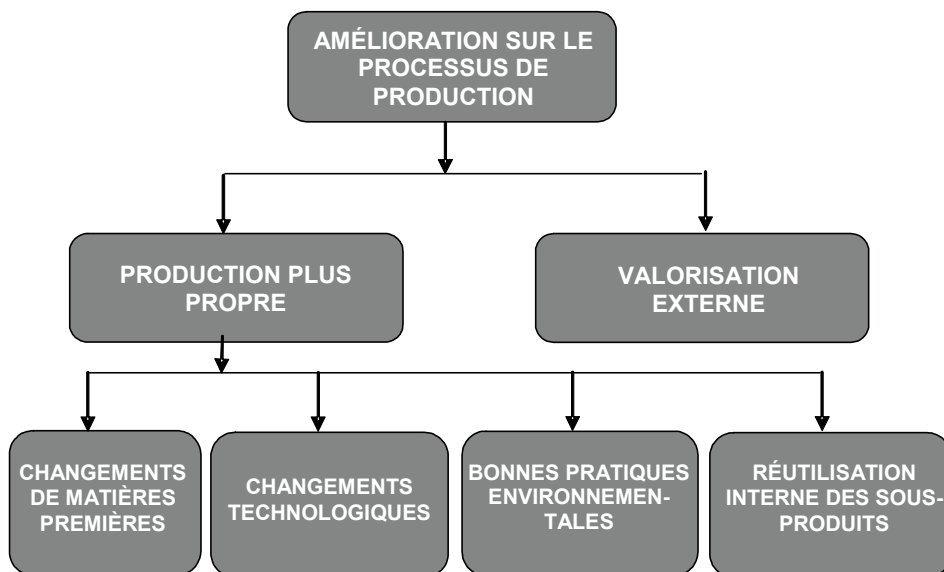 AMÉLIORATION SUR LE
PROCESSUS DE
PRODUCTION
PRODUCTION PLUS
PROPRE
VALORISATION
EXTERNE
CHANGEMENTS
DE MATIÈRES
PREMIÈRES
CHANGEMENTS
TECHNOLOGIQUES
BONNES PRATIQUES
ENVIRONNEMEN-
TALES
RÉUTILISATION
INTERNE DES SOUS-
PRODUITS